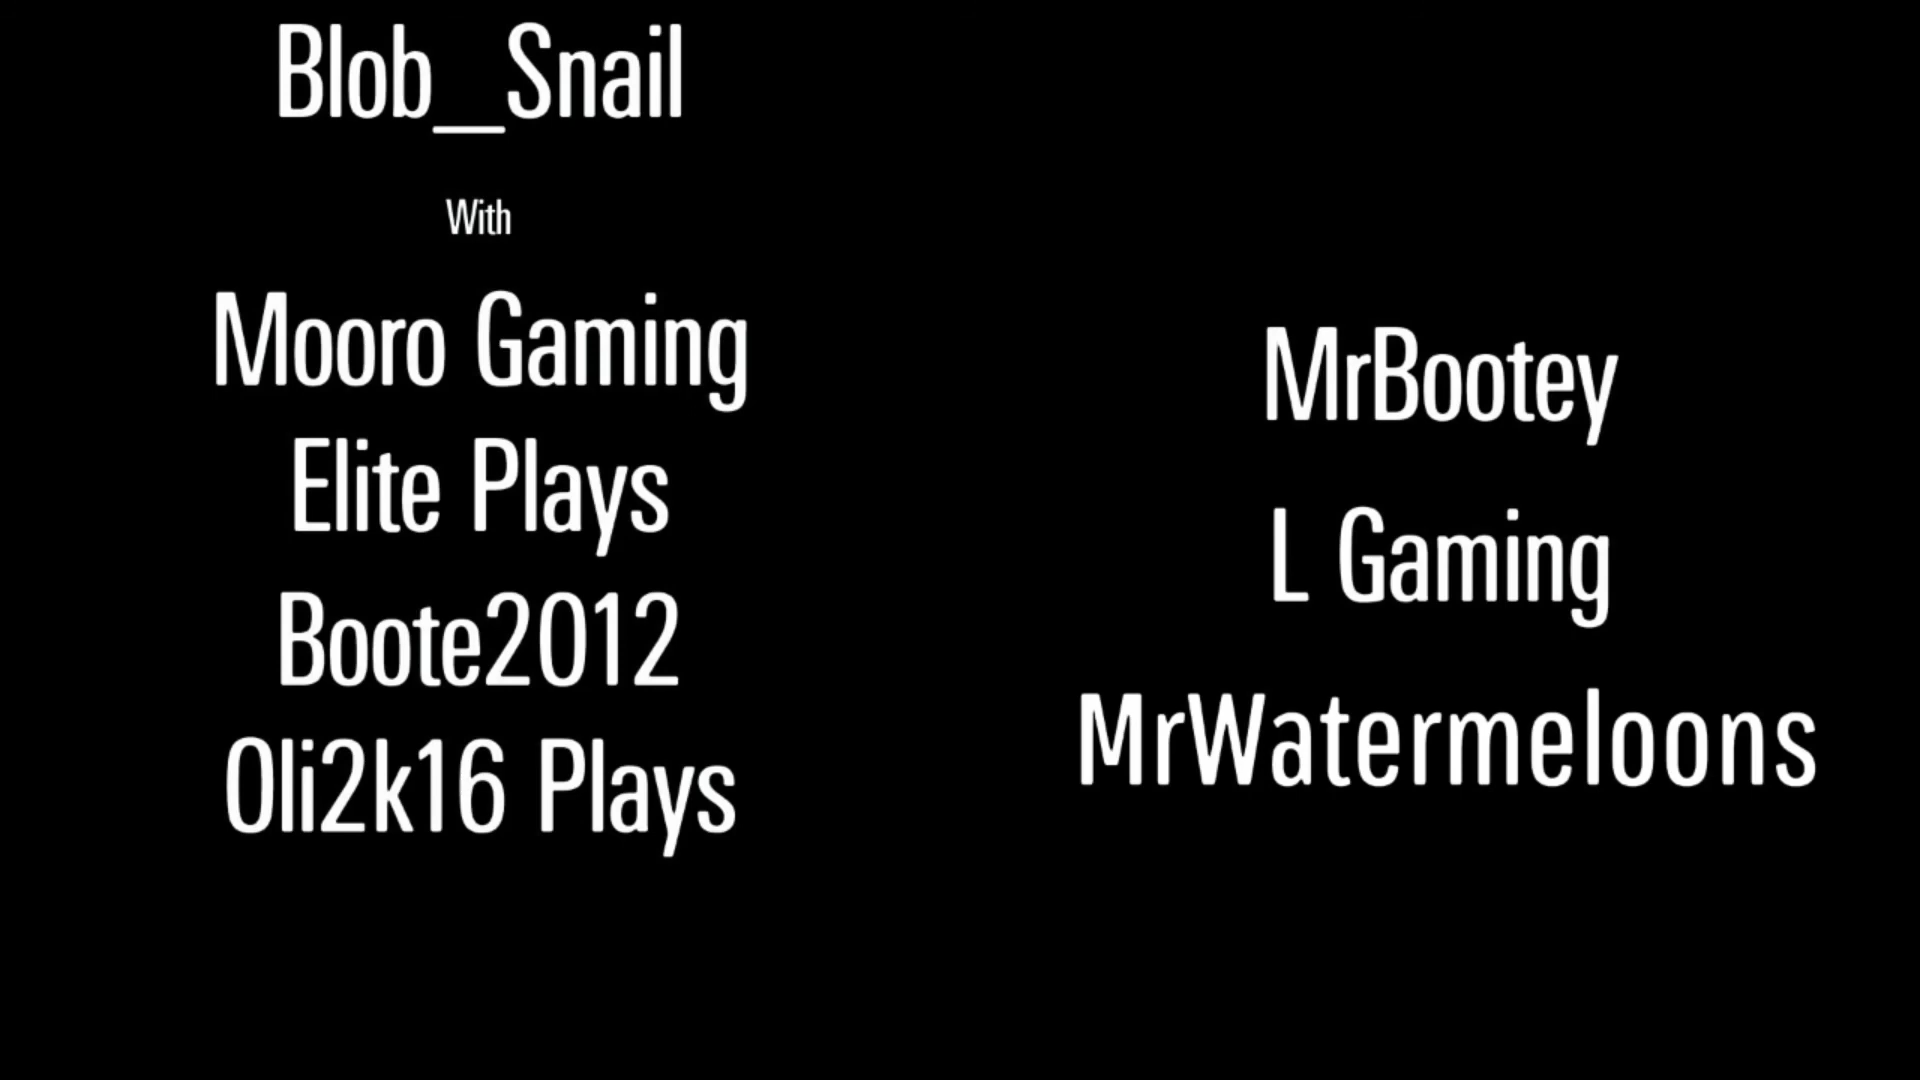 Blob_Snail
With
Mooro Gaming
Elite Plays
Boote2012
Oli2k16 Plays
MrBootey
L Gaming
MrWatermeloons